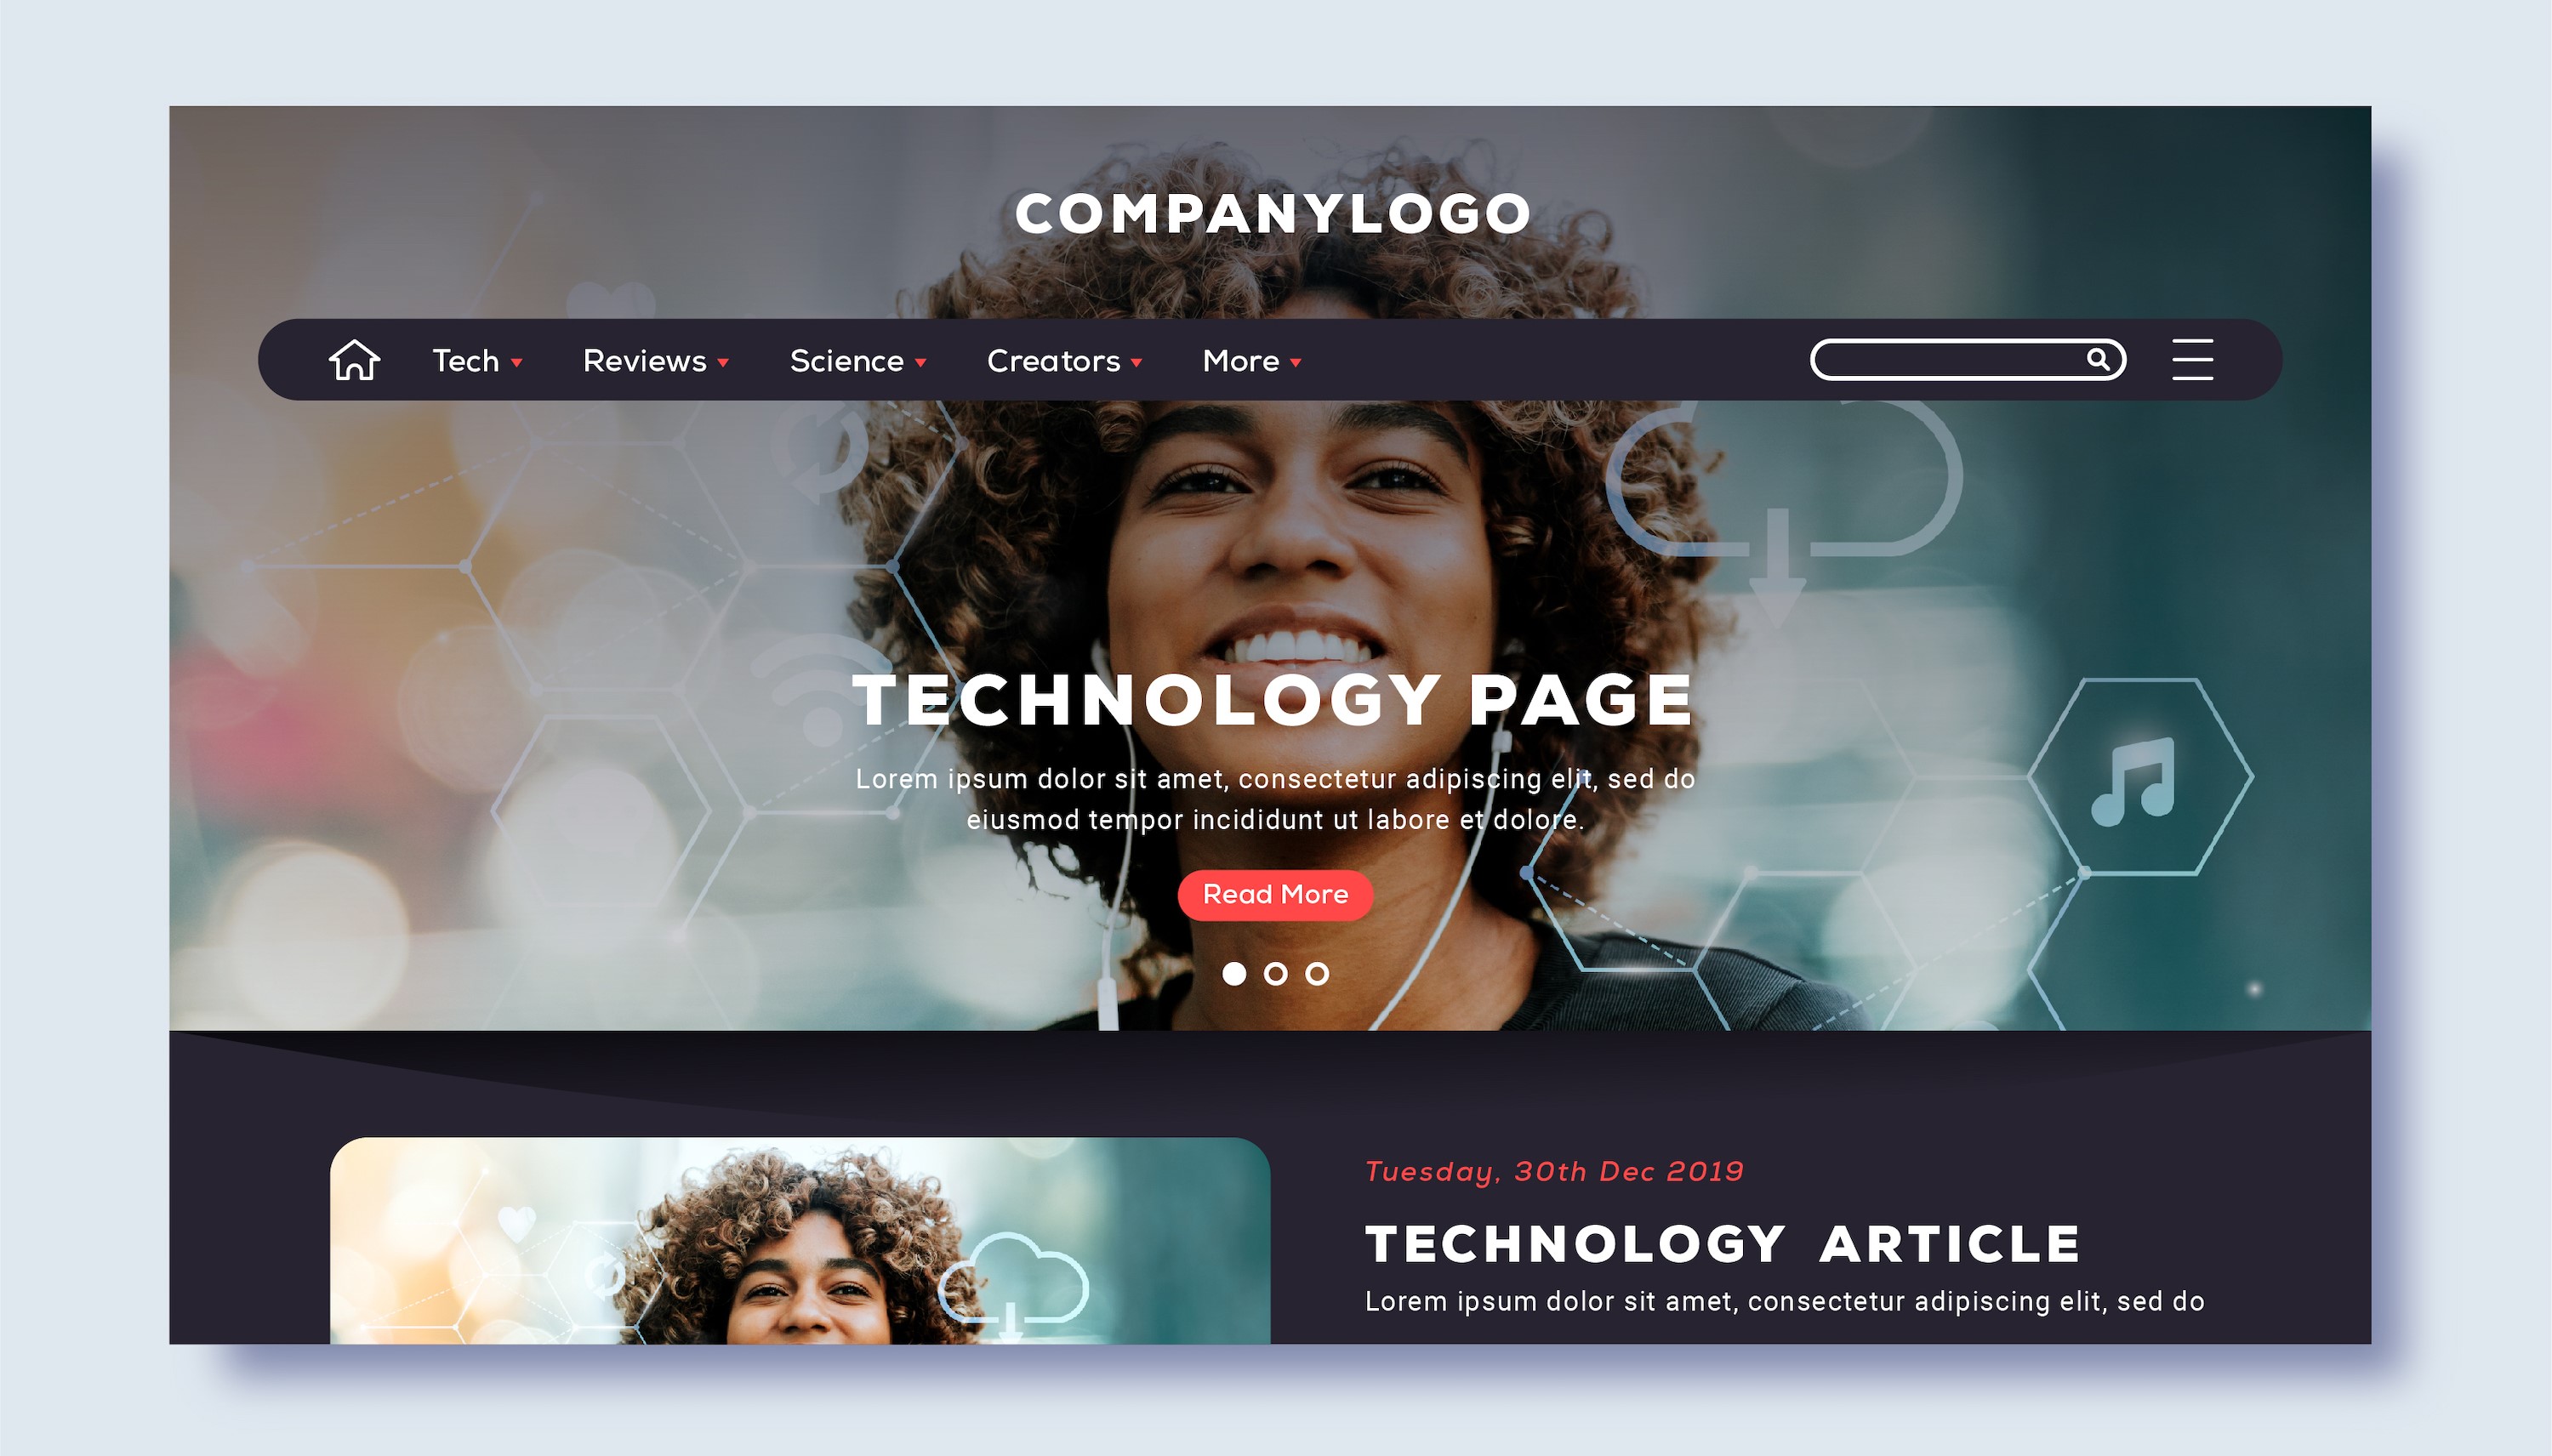 COMPANYLOGO
Tech Reviews Science Creators More
TECHNOLOGY PAGE
Lorem ipsum dolor sit amet, consectetur adipiscing elit, sed do
eiusmod tempor incididunt ut labore et dolore.
Read More
Tuesday, 30th Dec 2019
TECHNOLOGY ARTICLE
Lorem ipsum dolor sit amet, consectetur adipiscing elit, sed do